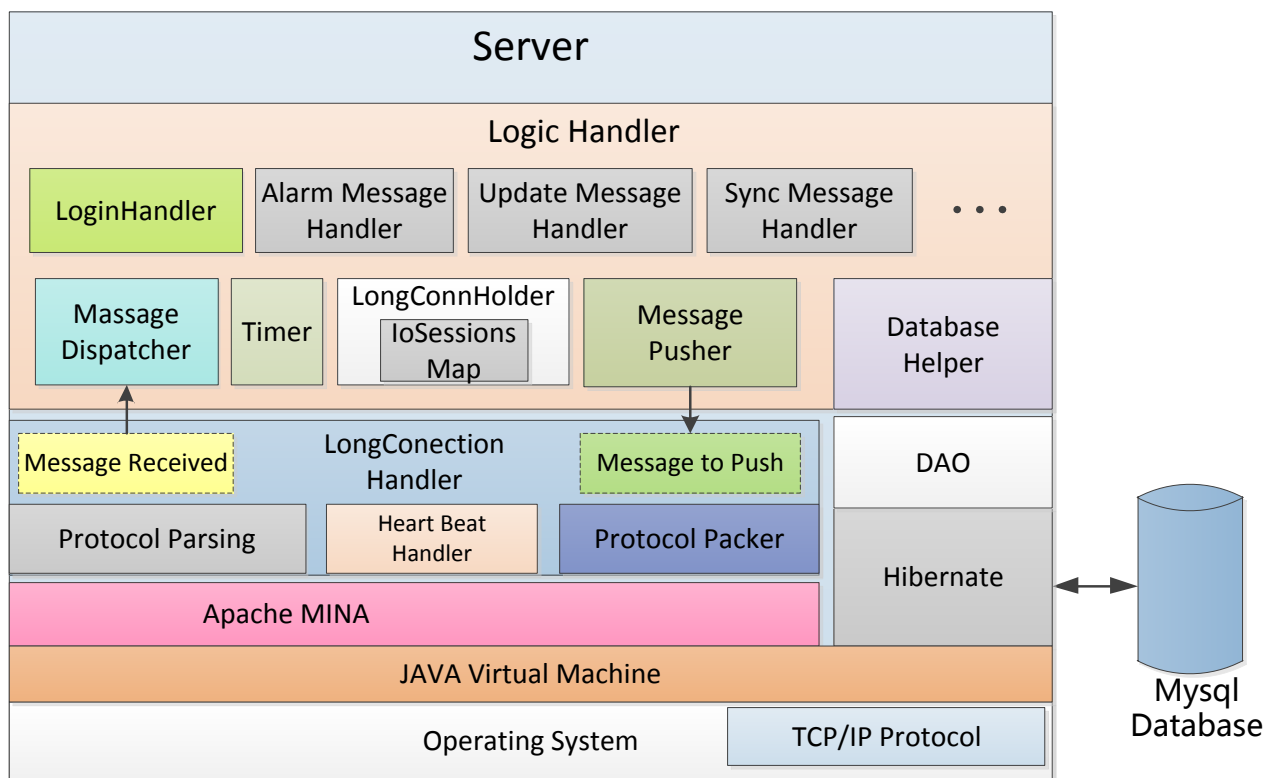 Server
Logic Handler
LoginHandler
Alarm Message
Handler
Update Message
Handler
Sync Message
Handler
• • •
Massage
Dispatcher
Timer
LongConnHolder
IoSessions
Map
Message
Pusher
Database
Helper
Message Received
LongConection
Handler
Message to Push
DAO
Protocol Parsing
Heart Beat
Handler
Protocol Packer
Hibernate
Apache MINA
JAVA Virtual Machine
Operating System
TCP/IP Protocol
Mysql
Database